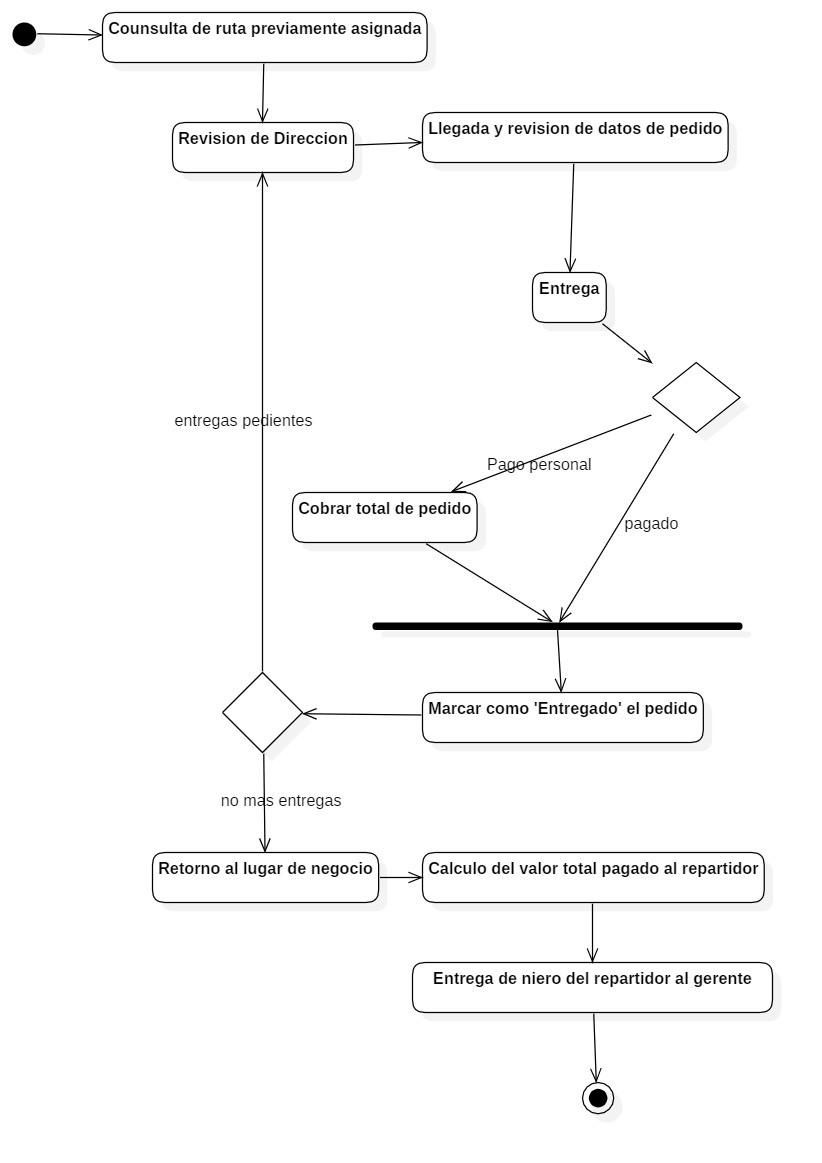 Counsulta de ruta previamente asignada
Revision de Direccion
Llegada y revision de datos de pedido
Entrega
entregas pedientes
Pago personal
Cobrar total de pedido
pagado
Marcar como 'Entregado' el pedido
no mas entregas
Retorno al lugar de negocio
Calculo del valor total pagado al repartidor
Entrega de niero del repartidor al gerente